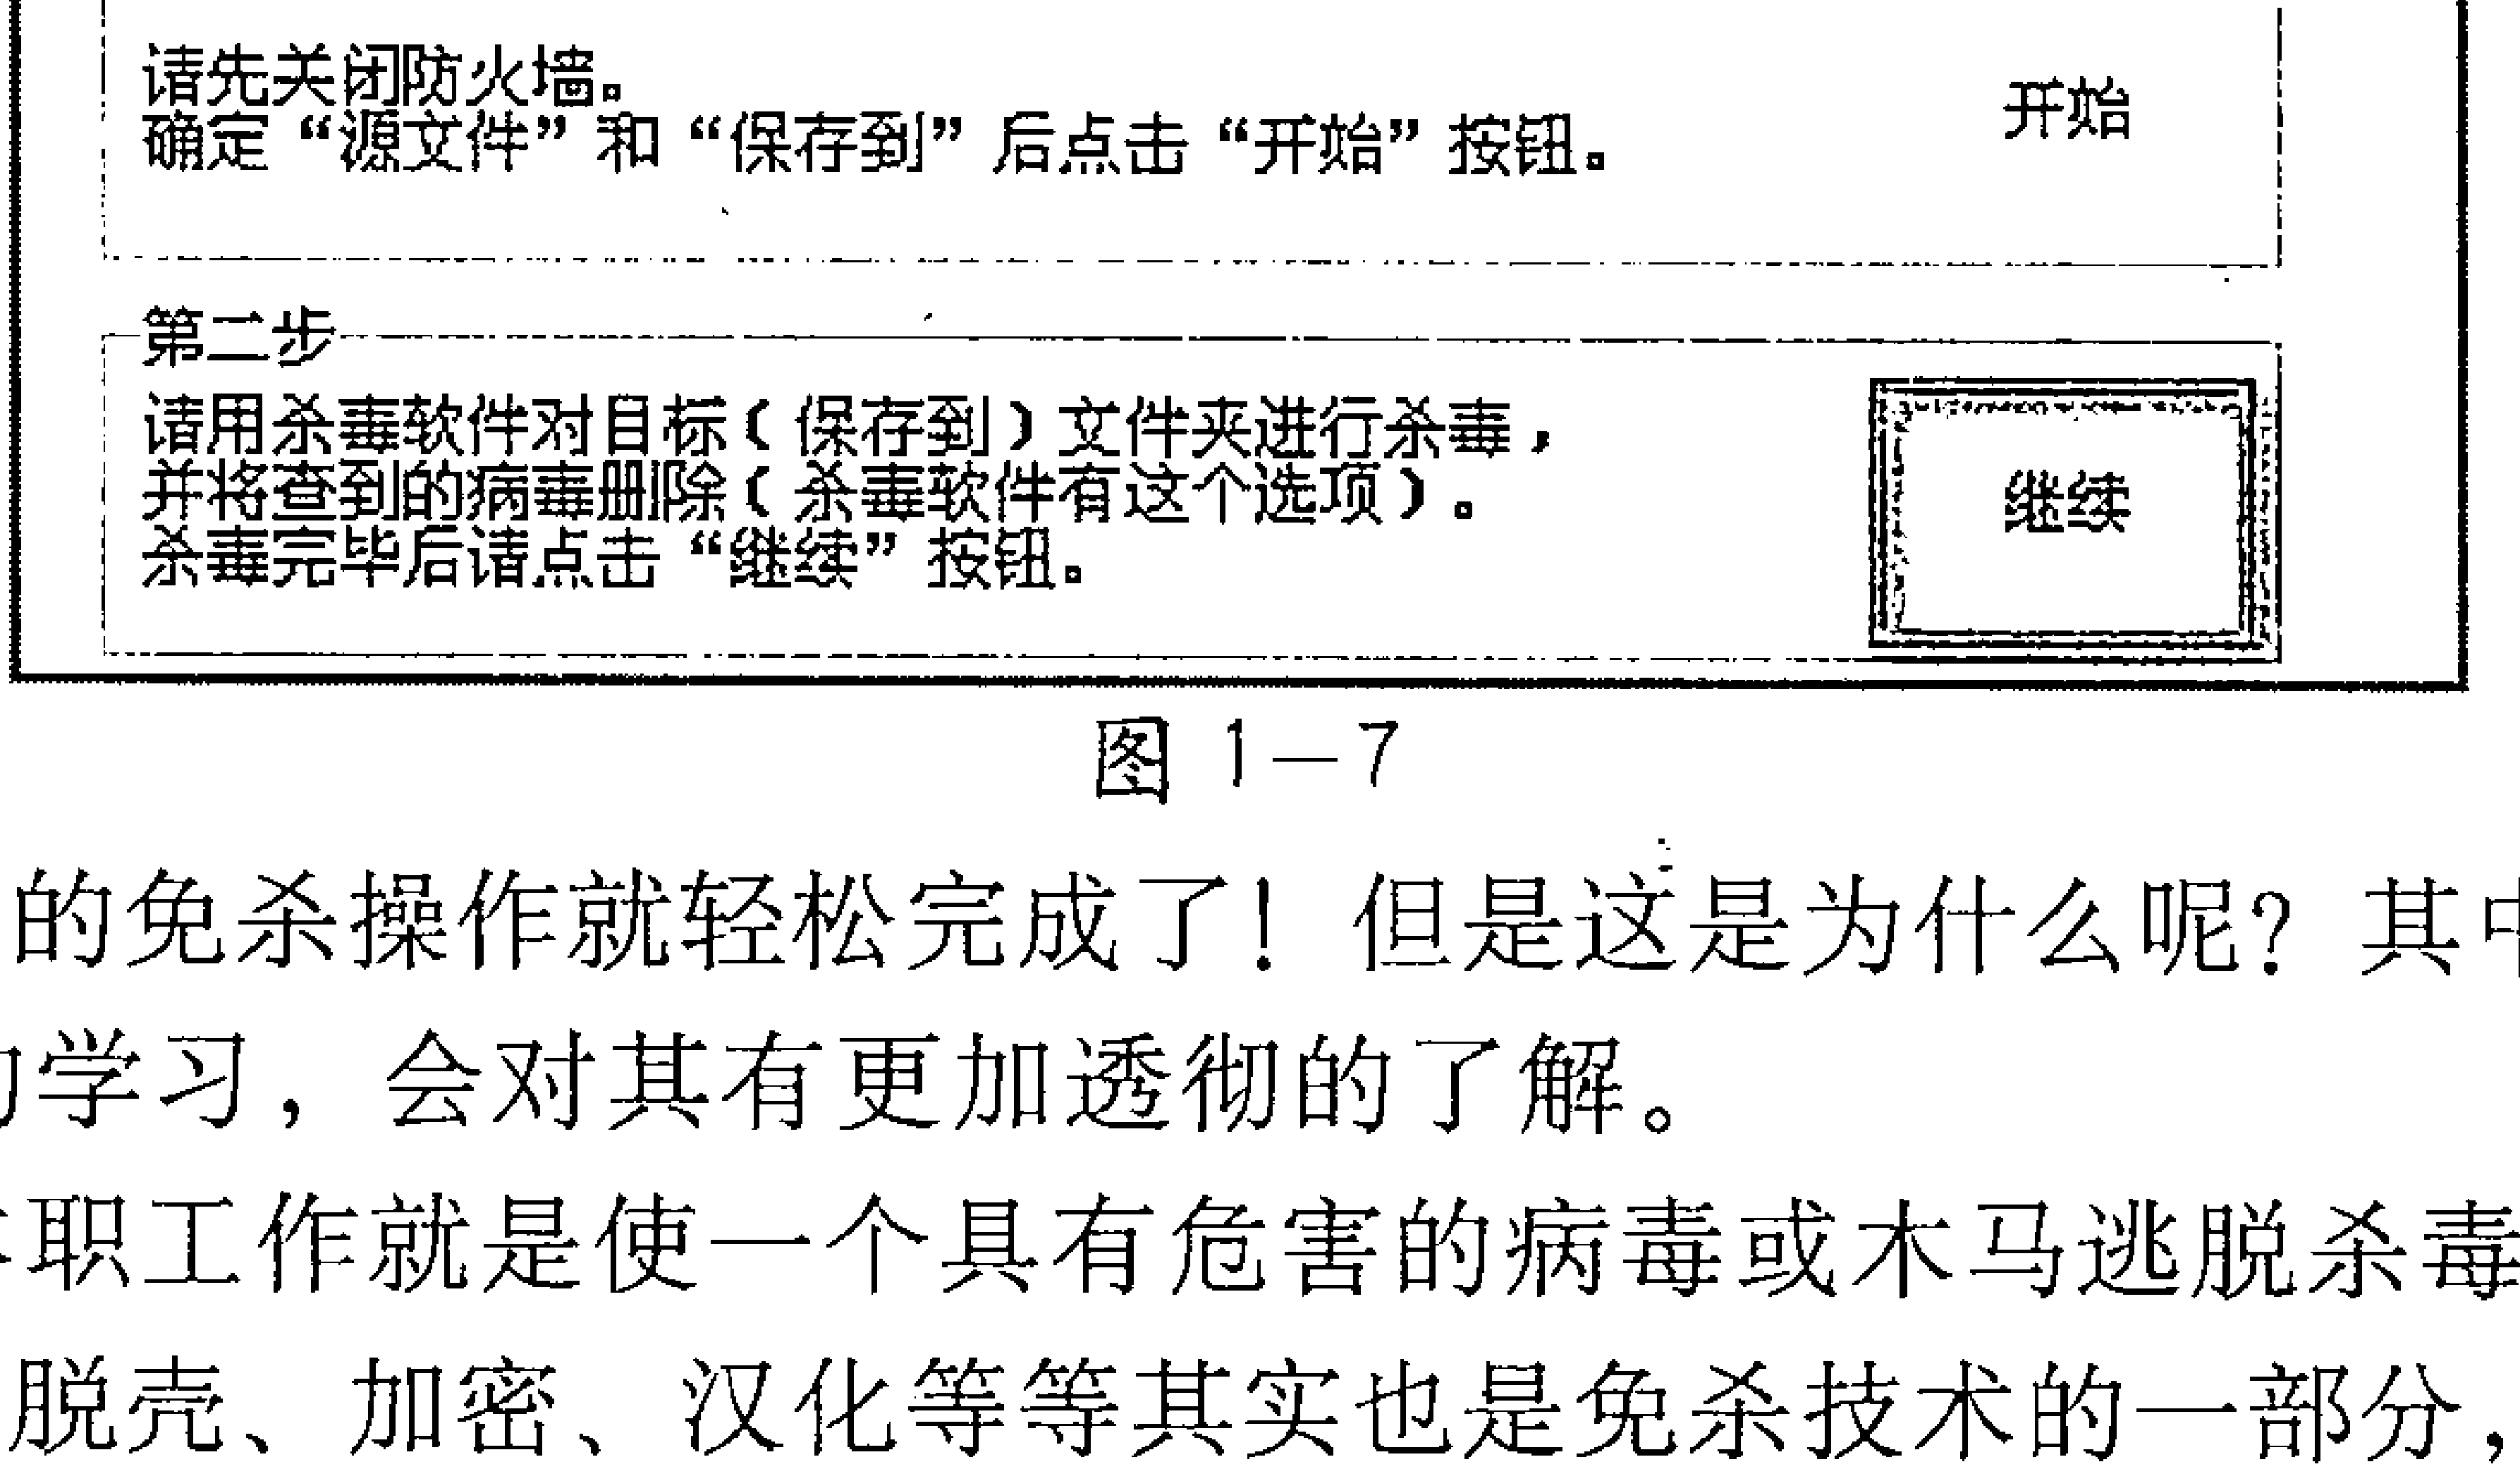 请先关闭防火墙。
确定“源文件”和“保存到”后点击“开始”按钮。
开始
第二步
请用杀毒软件对目标(保存到)文件夹进行杀毒,
并将查到的病毒删除(杀毒软件有这个选项)。
杀毒完毕后请点击“继续”按钮。
继续
图 1—7
的免杀操作就轻松完成了!但是这是为什么呢?其中
的学习,会对其有更加透彻的了解。
职工作就是使一个具有危害的病毒或木马逃脱杀毒
脱壳、加密、汉化等等其实也是免杀技术的一部分,